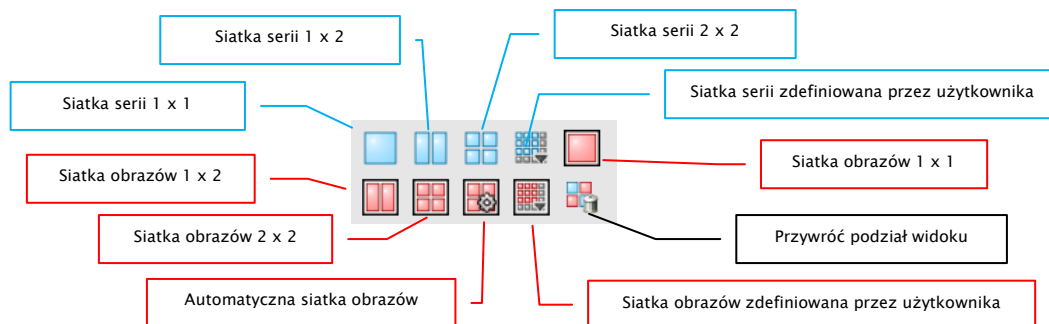 Siatka serii 1 x 2
Siatka serii 2 x 2
Siatka serii 1 x 1
Siatka serii zdefiniowana przez użytkownika
Siatka obrazów 1 x 2
Siatka obrazów 1 x 1
Siatka obrazów 2 x 2
Przywróć podział widoku
Automatyczna siatka obrazów
Siatka obrazów zdefiniowana przez użytkownika